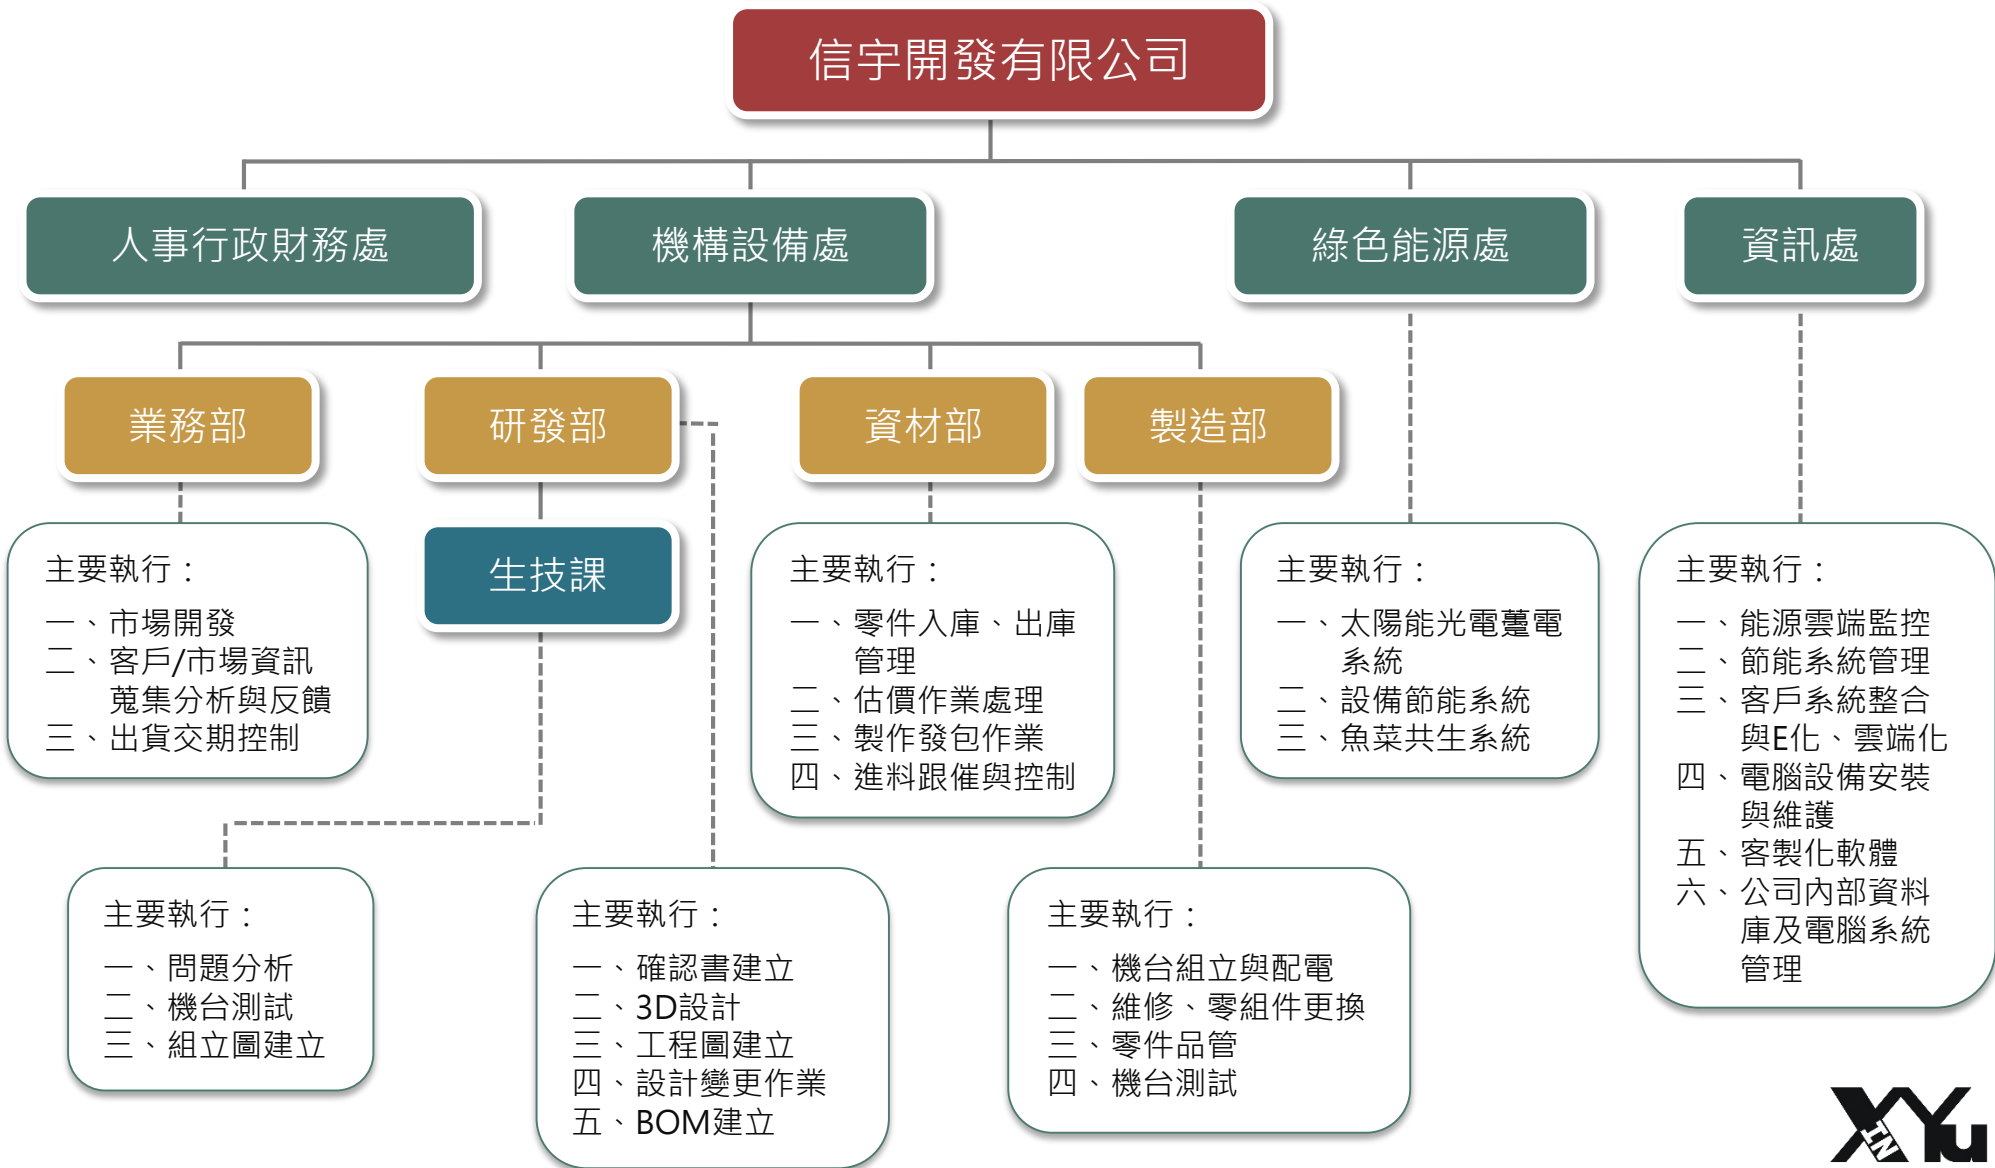 信宇開發有限公司
人事行政財務處
機構設備處
綠色能源處
資訊處
業務部
研發部
資材部
製造部
生技課
主要執行：
一、市場開發
二、客戶/市場資訊
蒐集分析與反饋
三、出貨交期控制
主要執行：
一、零件入庫、出庫
管理
二、估價作業處理
三、製作發包作業
四、進料跟催與控制
主要執行：
一、太陽能光電躉電
系統
二、設備節能系統
三、魚菜共生系統
主要執行：
一、能源雲端監控
二、節能系統管理
三、客戶系統整合
與E化、雲端化
四、電腦設備安裝
與維護
五、客製化軟體
六、公司內部資料
庫及電腦系統
管理
主要執行：
一、問題分析
二、機台測試
三、組立圖建立
主要執行：
一、確認書建立
二、3D設計
三、工程圖建立
四、設計變更作業
五、BOM建立
主要執行：
一、機台組立與配電
二、維修、零組件更換
三、零件品管
四、機台測試
XIN Yu